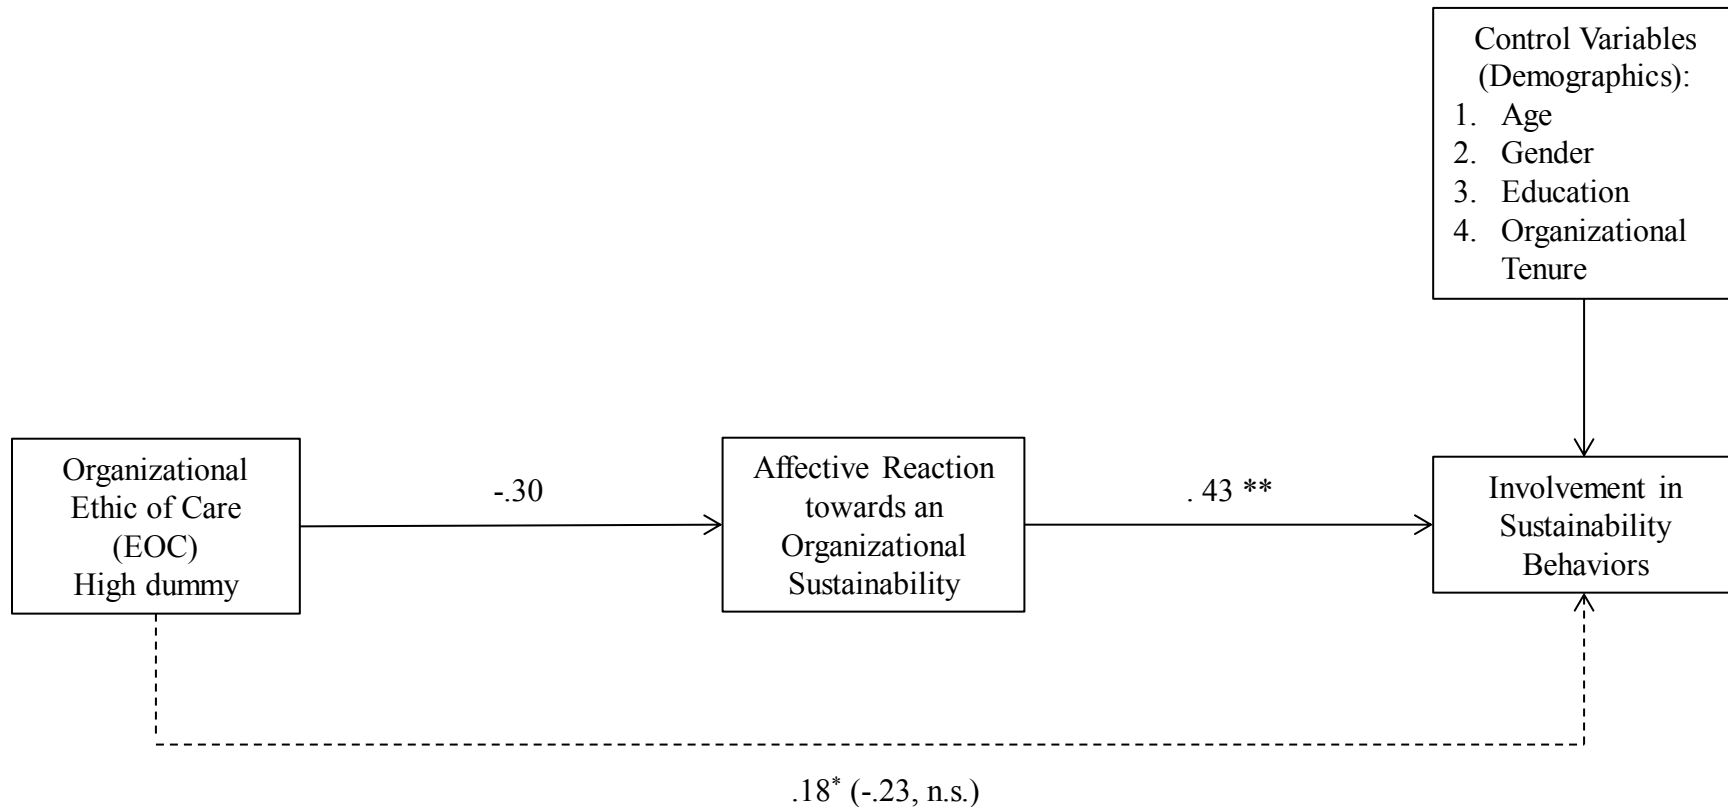 Control Variables
(Demographics):
1. Age
2. Gender
3. Education
4. Organizational
Tenure
Organizational
Ethic of Care
(EOC)
High dummy
-.30
Affective Reaction
towards an
Organizational
Sustainability
. 43 **
Involvement in
Sustainability
Behaviors
.18* (-.23, n.s.)